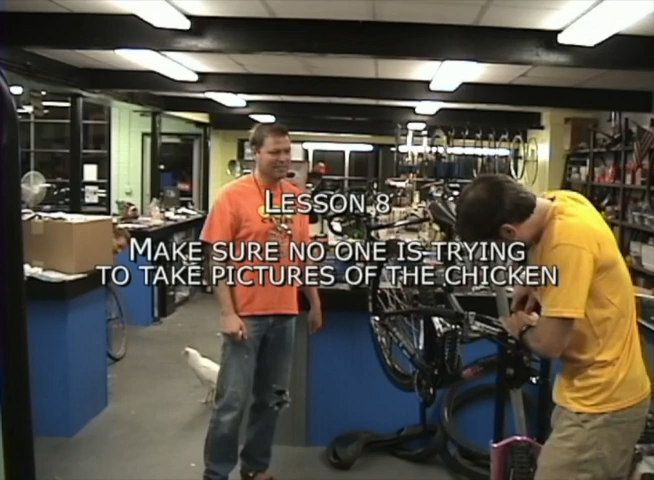 LESSON 8
MAKE SURE NO ONE IS TRYING
TO TAKE PICTURES OF THE CHICKEN